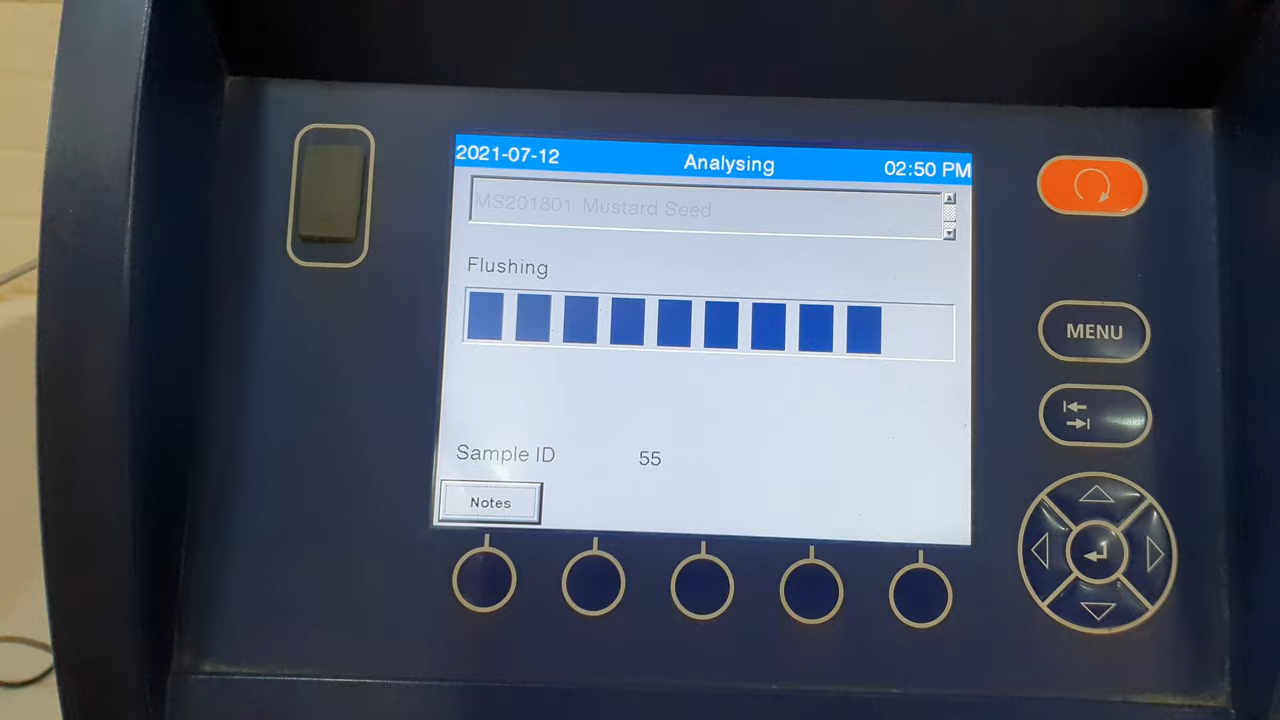 2021-07-12 Analysing 02:50 PM
MS201801 Mustard Seed
Flushing
MENU
Sample ID 55
Notes